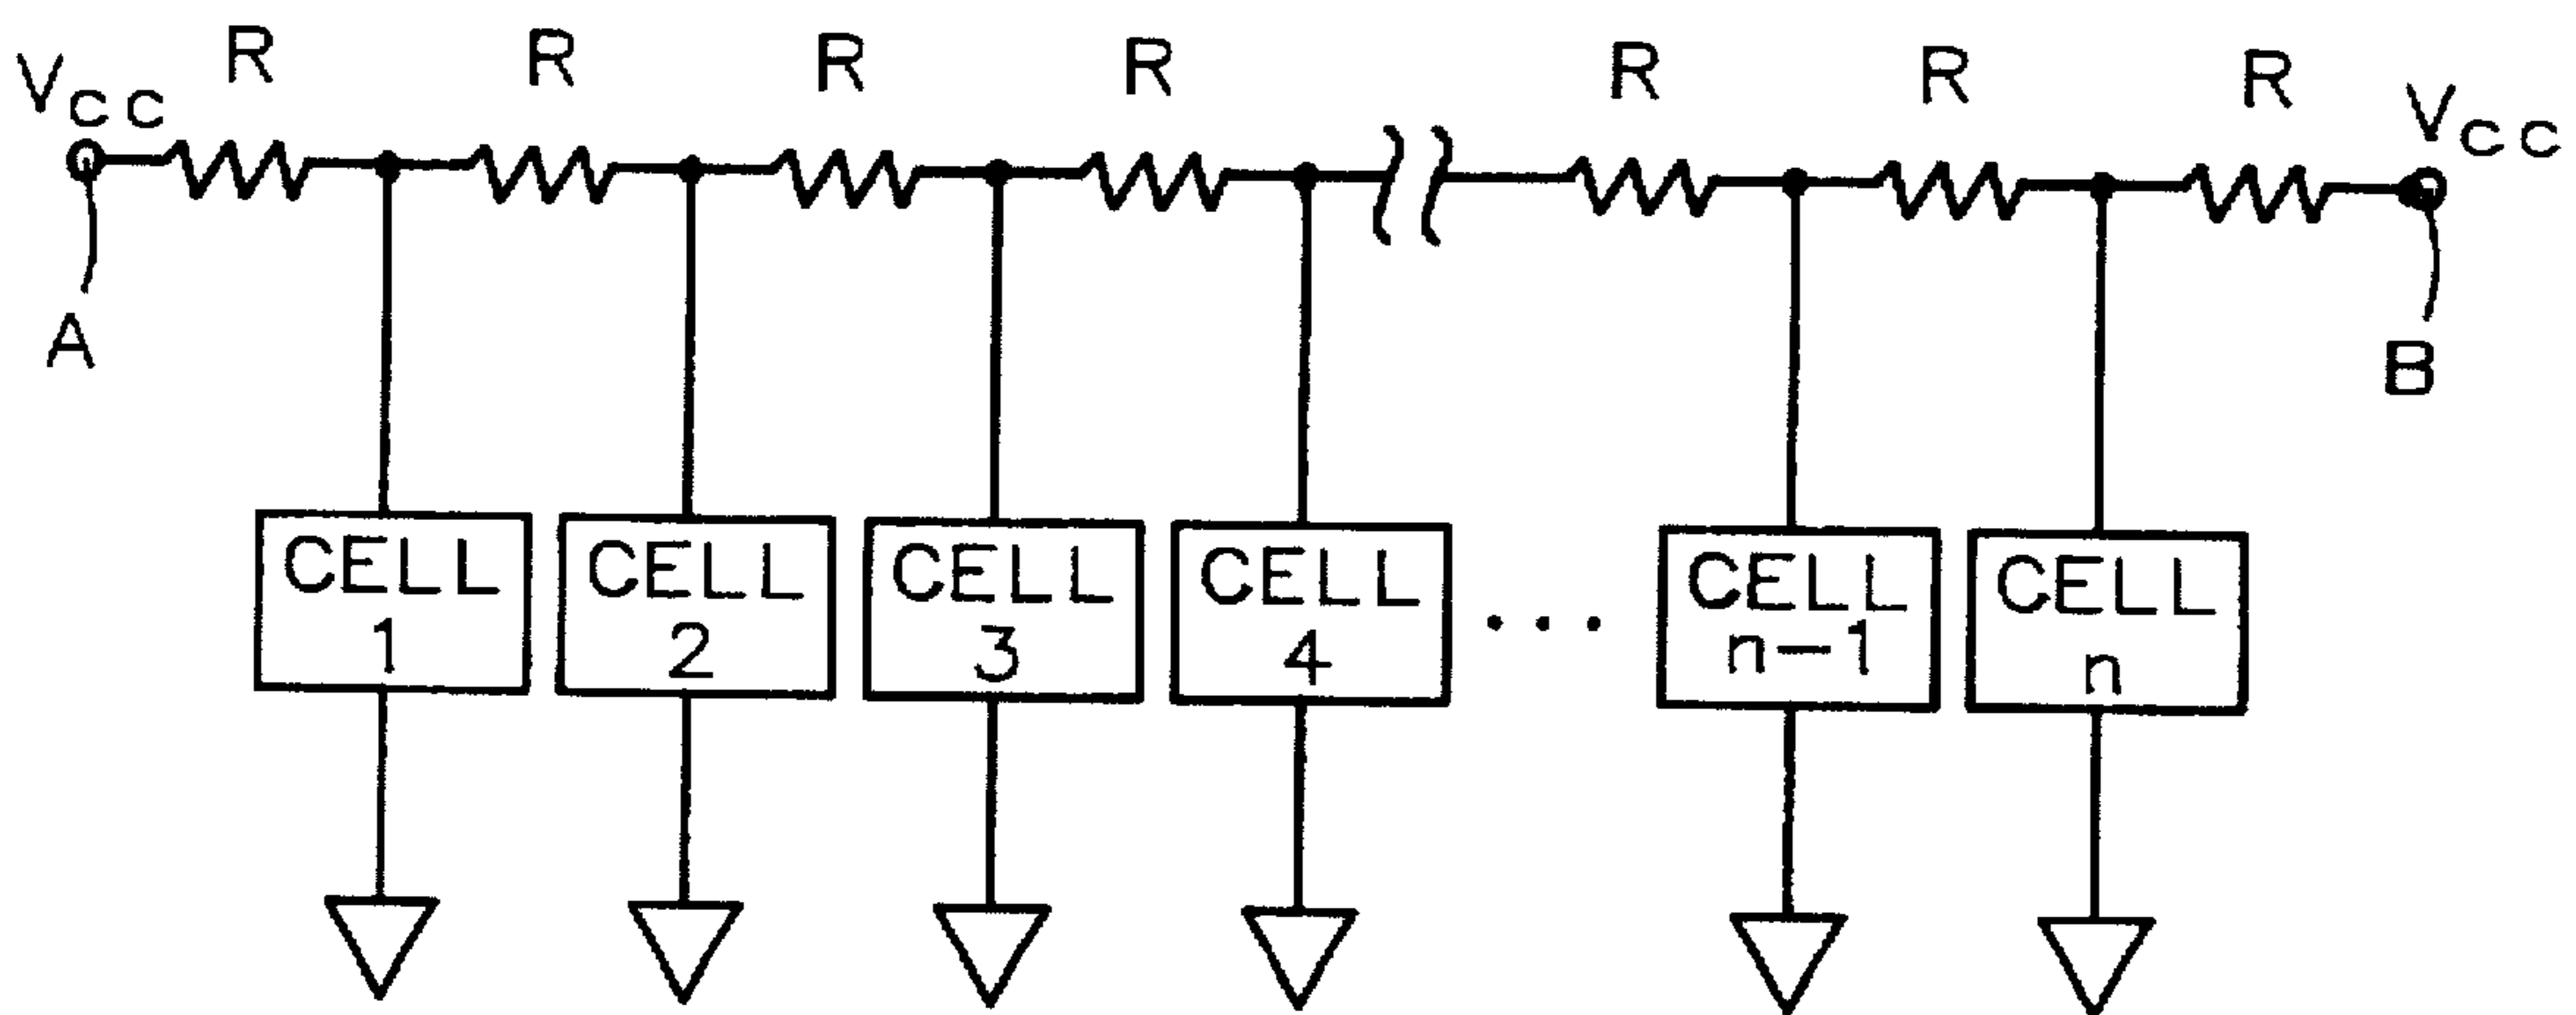 VCC R R R R R R R VCC
A B
CELL 1
CELL 2
CELL 3
CELL 4
...
CELL n-1
CELL n